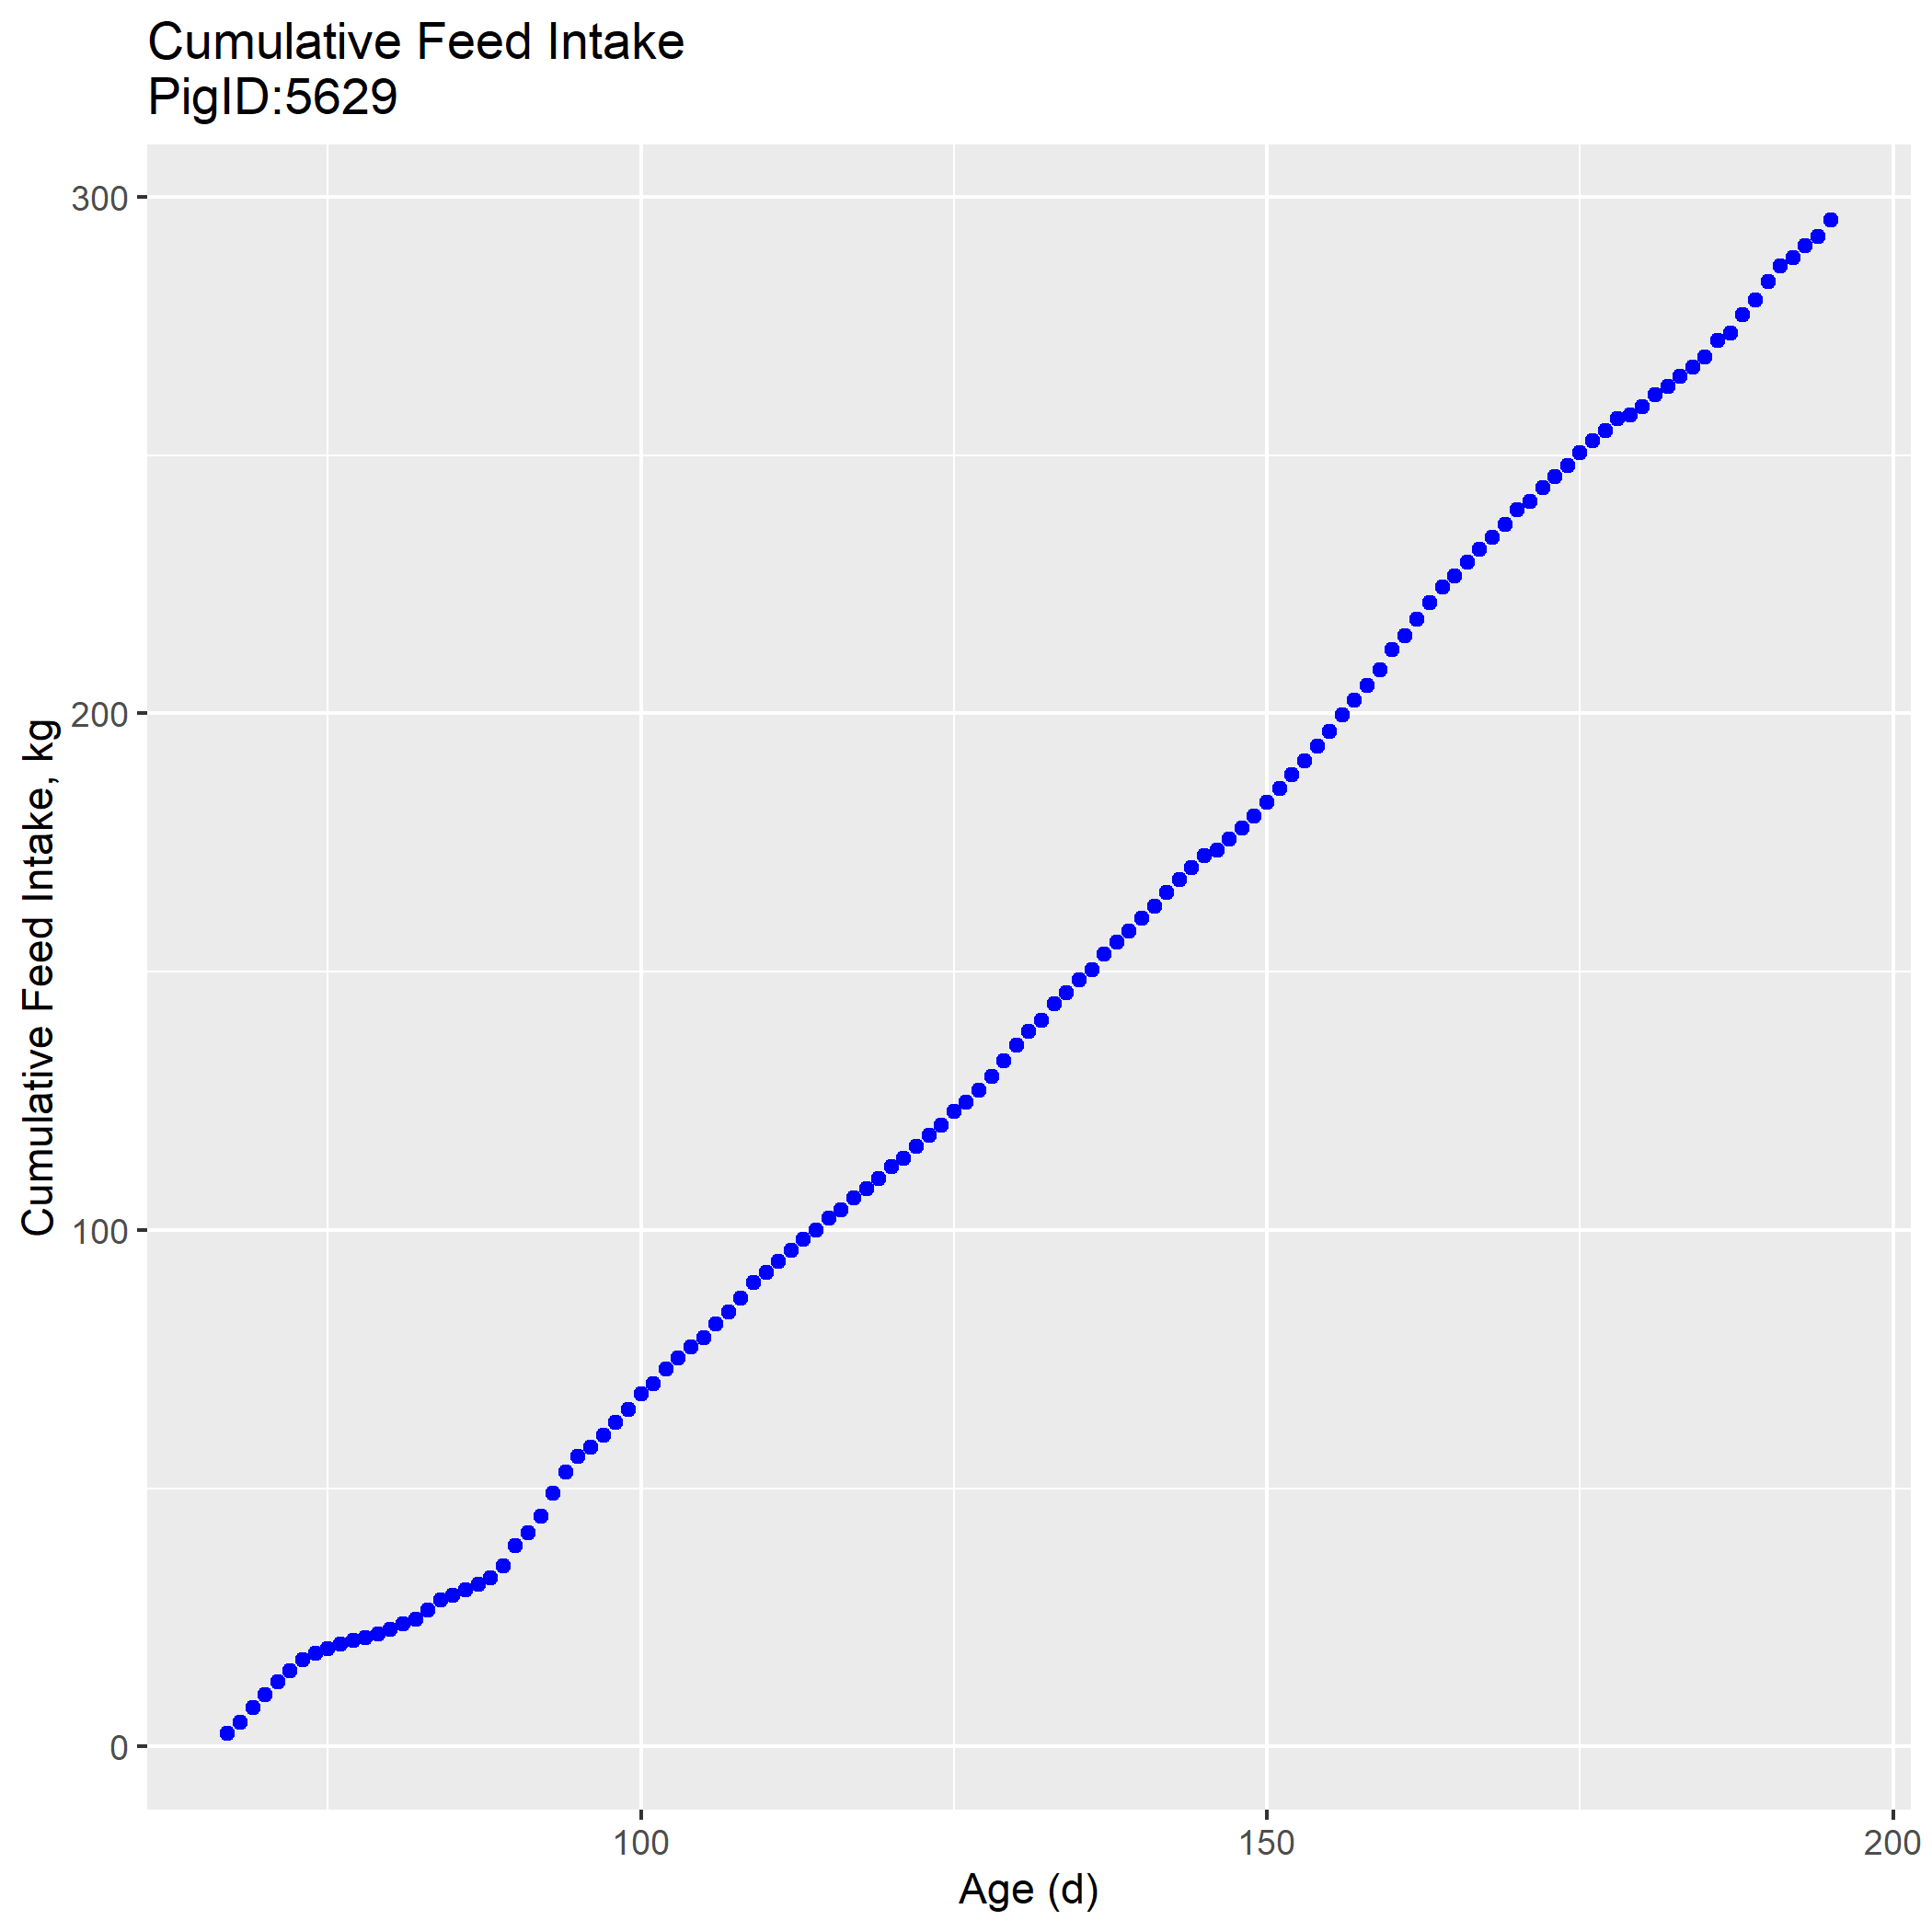 Cumulative Feed Intake
PigID:5629
Cumulative Feed Intake, kg
300
200
100
0
100
150
200
Age (d)